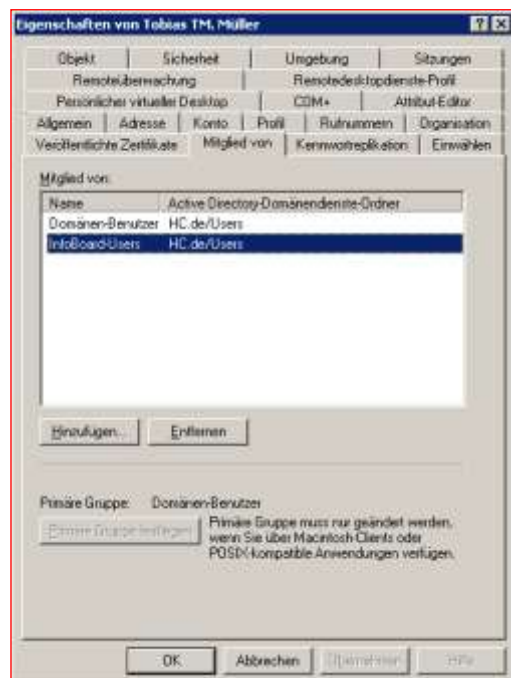 Eigenschaften von Tobias TM. Müller
Objekt Sicherheit Umgebung Sitzungen
Remoteüberwachung Remotedesktopdienste-Profil
Persönlicher virtueller Desktop COM+ Attribut-Editor
Allgemein Adresse Konto Profil Rufnummern Organisation
Veröffentlichte Zertifikate Mitglied von Kennwortreplikation Einwählen
Mitglied von:
Name Active Directory-Domänendienste-Ordner
Domänen-Benutzer HC.de/Users
InfoBoard-Users HC.de/Users
Hinzufügen... Entfernen
Primäre Gruppe: Domänen-Benutzer
Primäre Gruppe festlegen
Primäre Gruppe muss nur geändert werden,
wenn Sie über Macintosh-Clients oder
POSIX-kompatible Anwendungen verfügen.
OK Abbrechen Übernehmen Hilfe